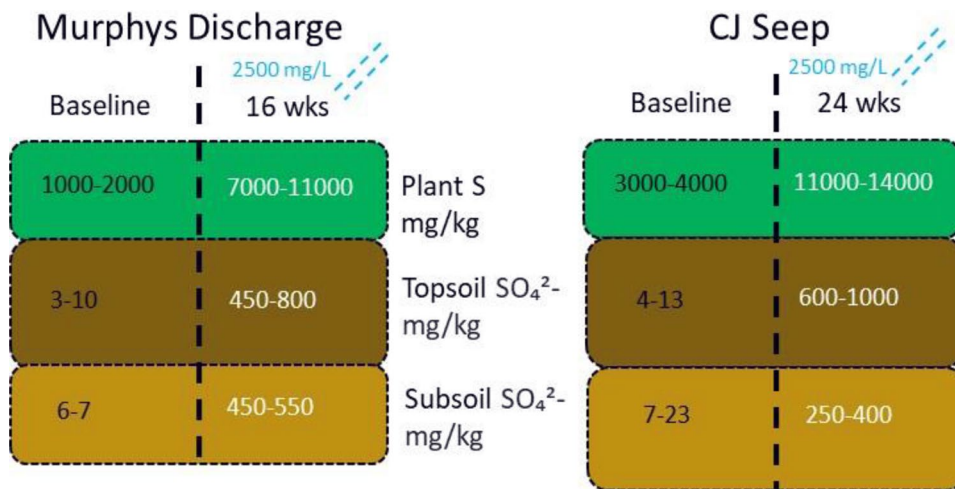 Murphys Discharge
CJ Seep
2500 mg/L
2500 mg/L
Baseline
16 wks
Baseline
24 wks
1000-2000
7000-11000
Plant S
mg/kg
3000-4000
11000-14000
3-10
450-800
Topsoil SO₄²-
mg/kg
4-13
600-1000
6-7
450-550
Subsoil SO₄²-
mg/kg
7-23
250-400